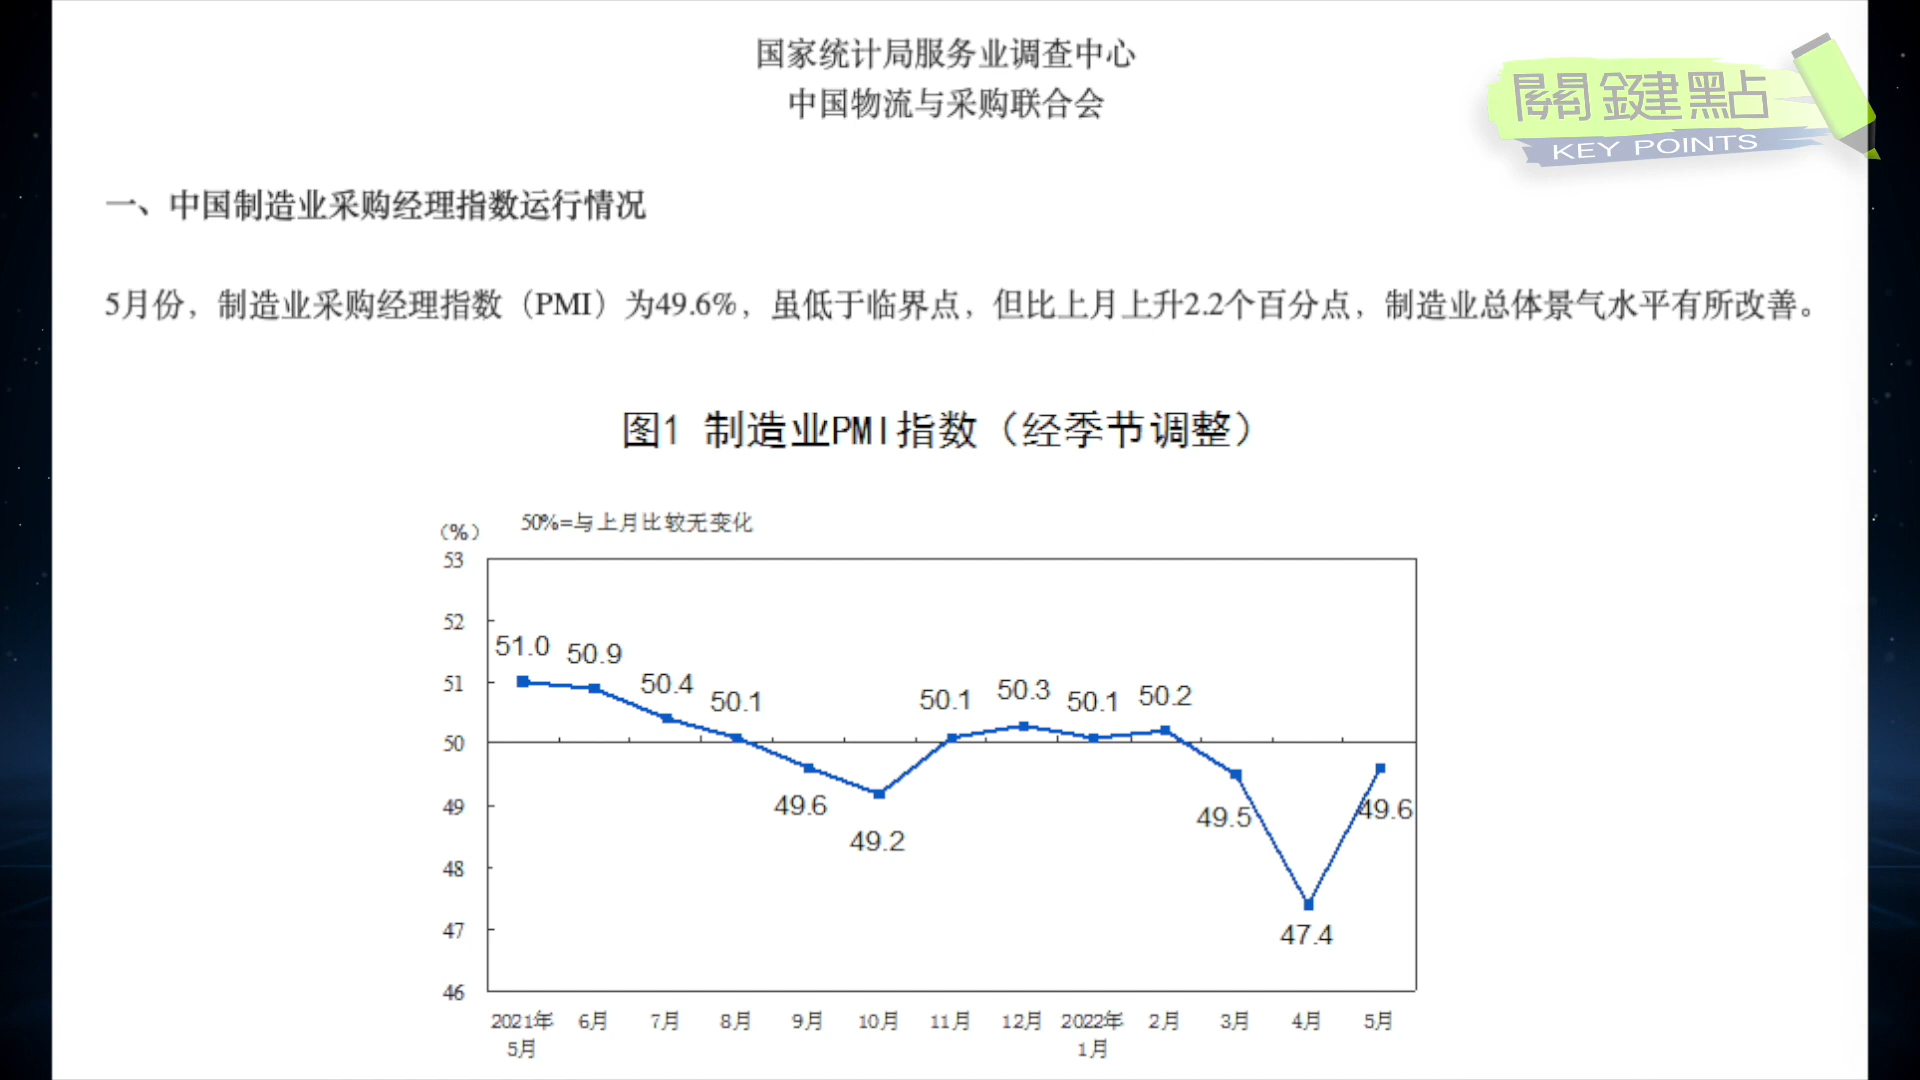 国家统计局服务业调查中心
中国物流与采购联合会
關鍵點
KEY POINTS
一、中国制造业采购经理指数运行情况
5月份，制造业采购经理指数（PMI）为49.6%，虽低于临界点，但比上月上升2.2个百分点，制造业总体景气水平有所改善。
图1 制造业PMI指数（经季节调整）
（%） 50%=与上月比较无变化
53
52
51
50
49
48
47
46
51.0 50.9 50.4 50.1 49.6 49.2 50.1 50.3 50.1 50.2 49.5 47.4 49.6
2021年 6月 7月 8月 9月 10月 11月 12月 2022年 2月 3月 4月 5月
5月 1月